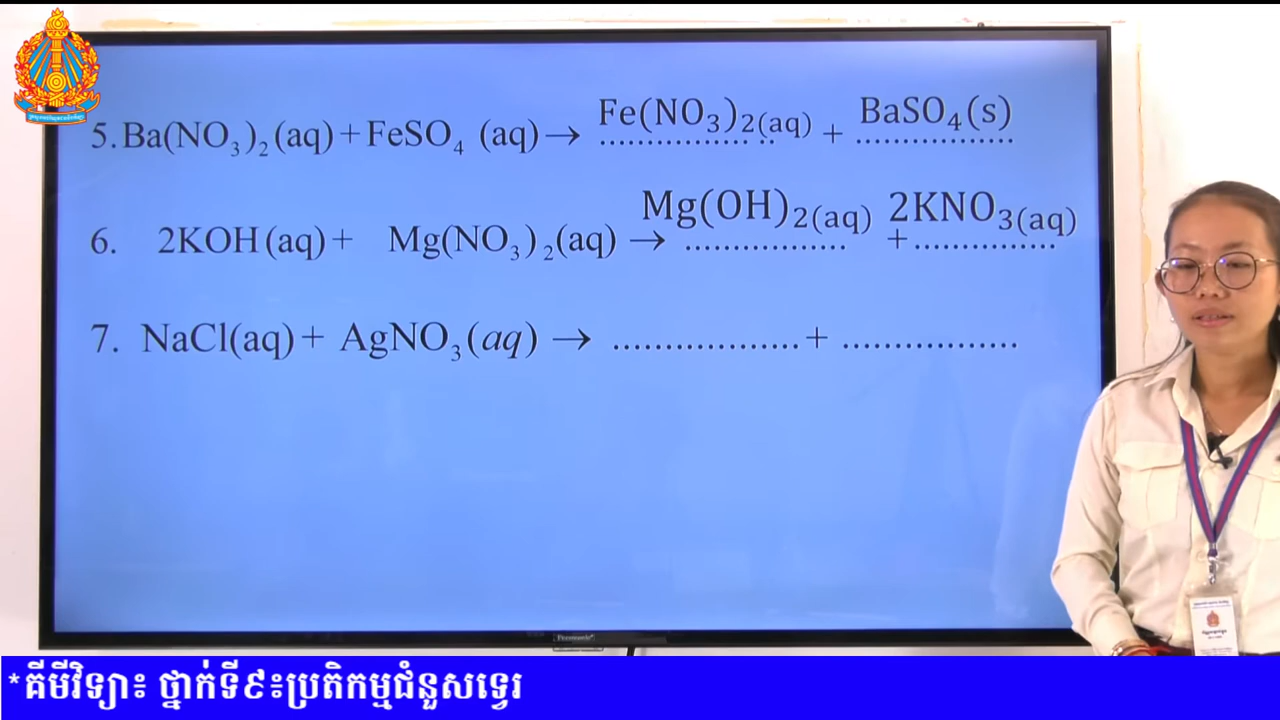 5. Ba(NO₃)₂(aq)+FeSO₄ (aq)→ Fe(NO₃)₂(aq) + BaSO₄(s)
6. 2KOH(aq)+ Mg(NO₃)₂(aq) → Mg(OH)₂(aq) + 2KNO₃(aq)
7. NaCl(aq)+ AgNO₃(aq) → .................. + .................
*គីមីវិទ្យា៖ ថ្នាក់ទី៩៖ប្រតិកម្មជំនួសទ្វេរ